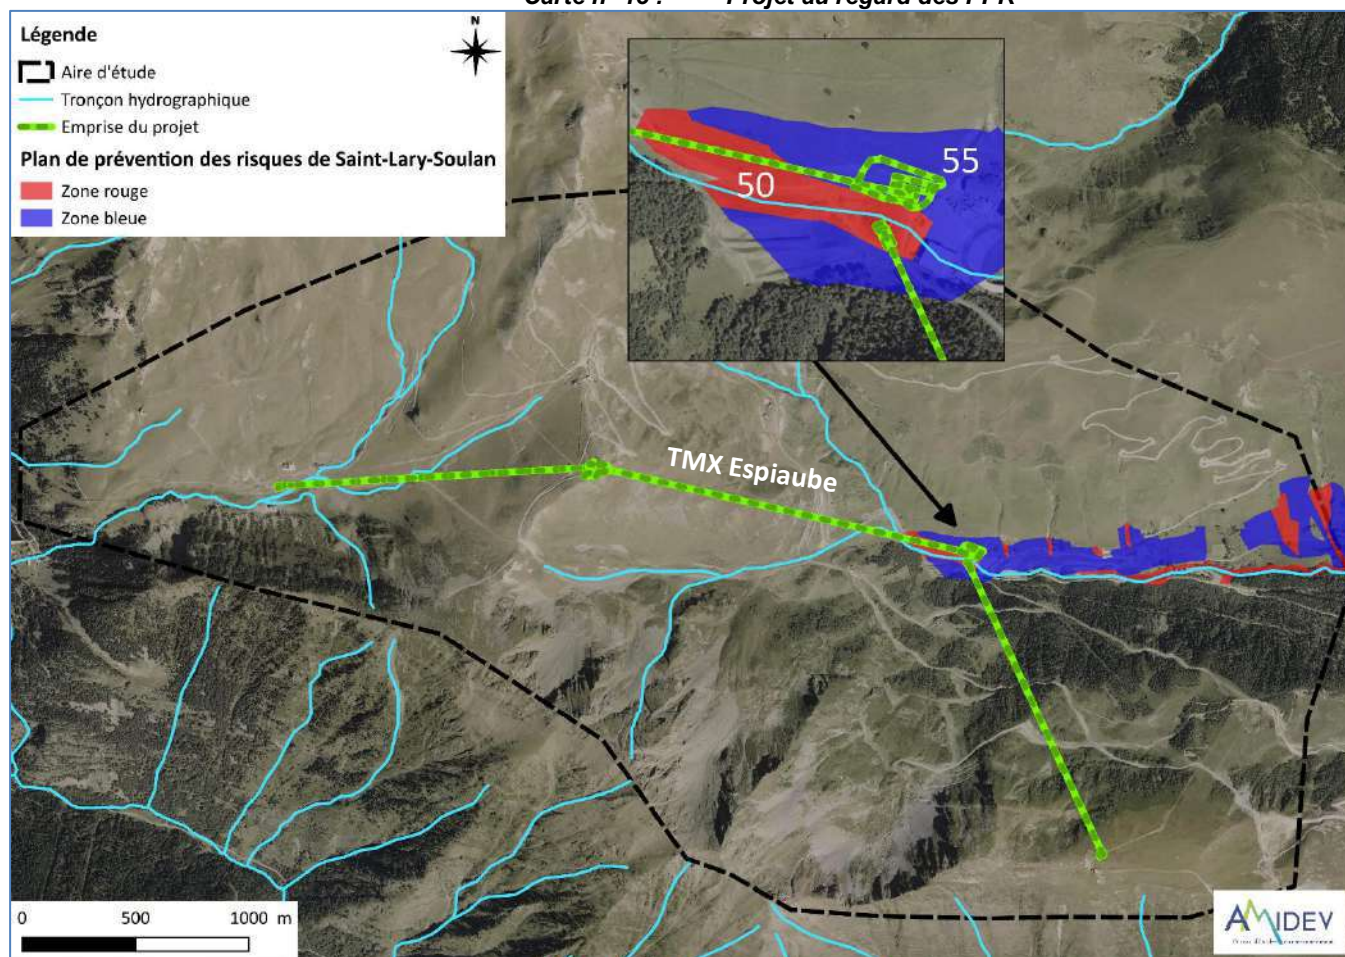 Légende
N
Aire d'étude
Tronçon hydrographique
Emprise du projet
Plan de prévention des risques de Saint-Lary-Soulan
Zone rouge
Zone bleue
55
50
TMX Espiaube
0 500 1000 m
AMIDEV